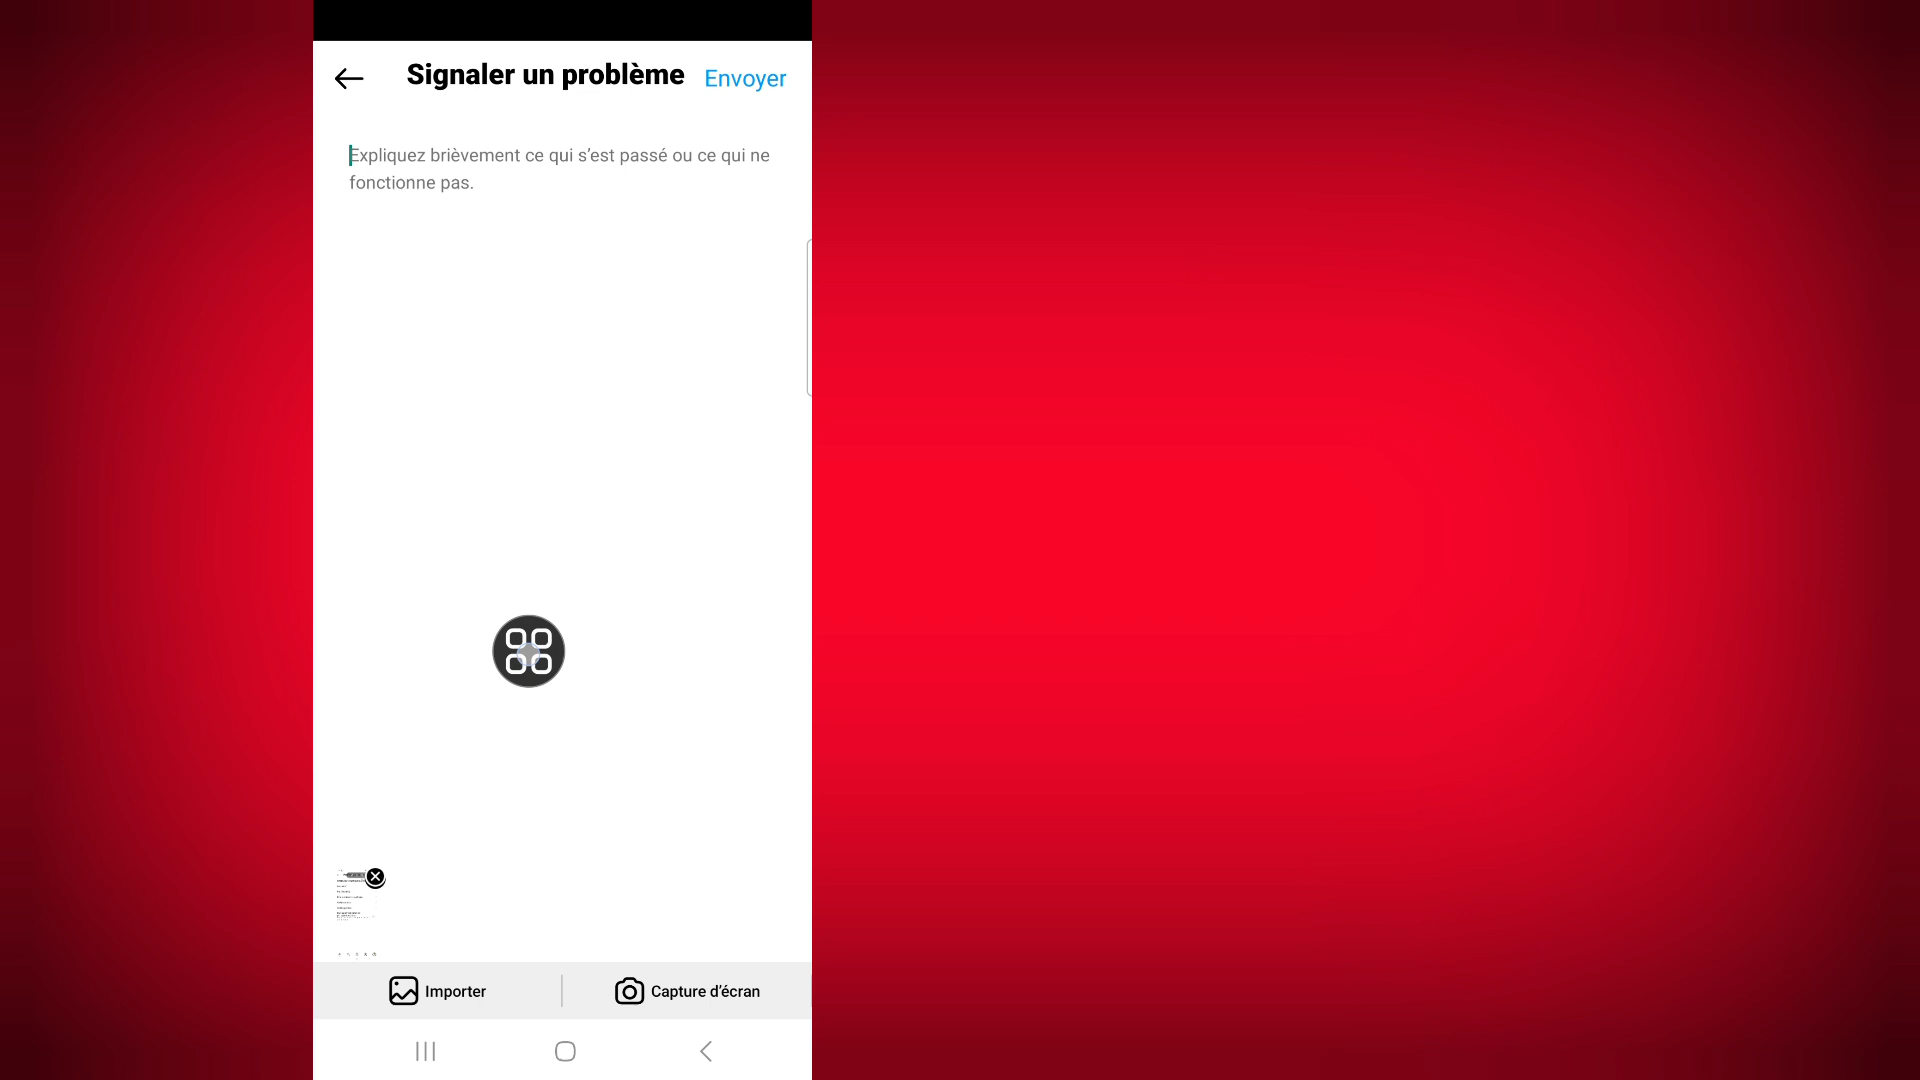 Signaler un problème
Envoyer
Expliquez brièvement ce qui s’est passé ou ce qui ne
fonctionne pas.
Importer
Capture d’écran